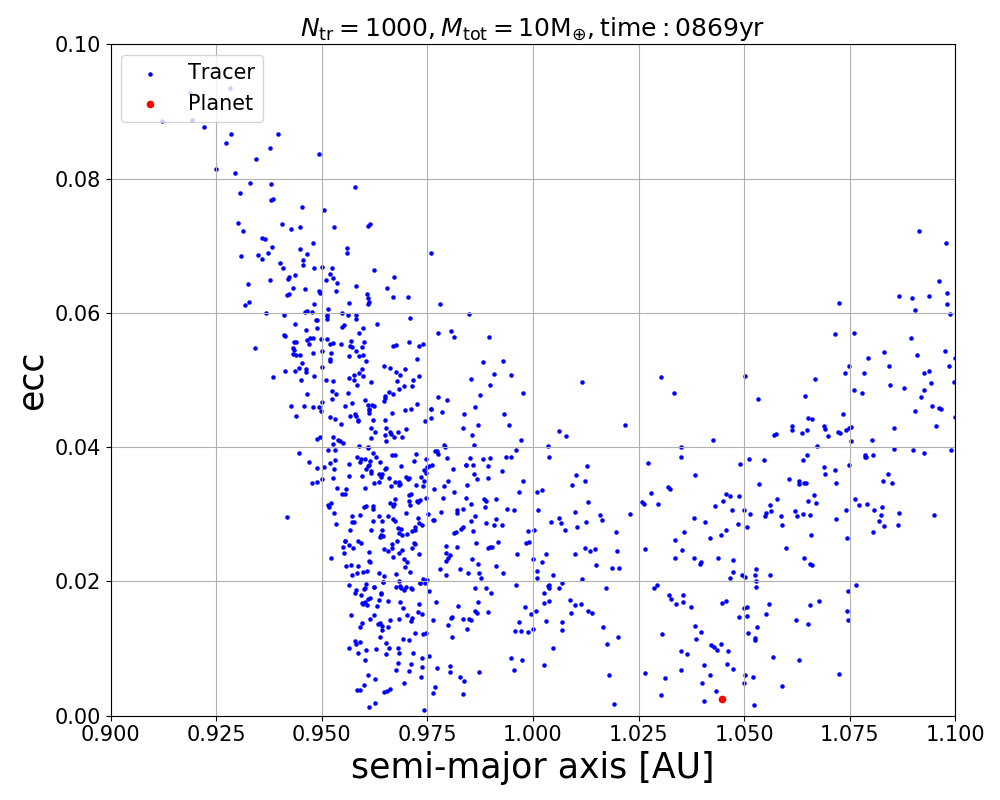 N_tr = 1000, M_tot = 10M_⊕, time : 0869yr
0.10
Tracer
Planet
0.08
0.06
ecc
0.04
0.02
0.00
0.900 0.925 0.950 0.975 1.000 1.025 1.050 1.075 1.100
semi-major axis [AU]